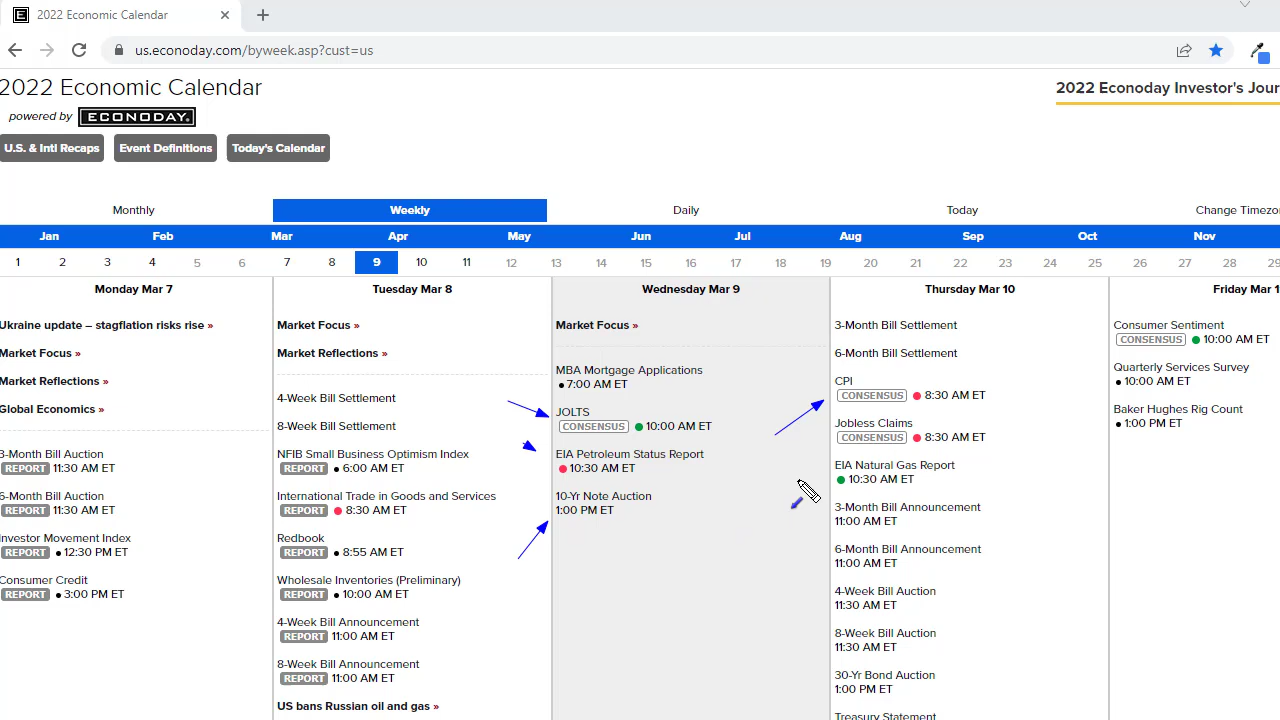 2022 Economic Calendar
us.econoday.com/byweek.asp?cust=us
2022 Economic Calendar
2022 Econoday Investor's Jour
powered by ECONODAY
U.S. & Intl Recaps Event Definitions Today's Calendar
Monthly Weekly Daily Today Change Timezo
Jan Feb Mar Apr May Jun Jul Aug Sep Oct Nov
1 2 3 4 5 6 7 8 9 10 11 12 13 14 15 16 17 18 19 20 21 22 23 24 25 26 27 28 29
Monday Mar 7
Ukraine update – stagflation risks rise »
Market Focus »
Market Reflections »
Global Economics »
3-Month Bill Auction
REPORT 11:30 AM ET
6-Month Bill Auction
REPORT 11:30 AM ET
Investor Movement Index
REPORT 12:30 PM ET
Consumer Credit
REPORT 3:00 PM ET
Tuesday Mar 8
Market Focus »
Market Reflections »
4-Week Bill Settlement
8-Week Bill Settlement
NFIB Small Business Optimism Index
REPORT 6:00 AM ET
International Trade in Goods and Services
REPORT 8:30 AM ET
Redbook
REPORT 8:55 AM ET
Wholesale Inventories (Preliminary)
REPORT 10:00 AM ET
4-Week Bill Announcement
REPORT 11:00 AM ET
8-Week Bill Announcement
REPORT 11:00 AM ET
US bans Russian oil and gas »
Wednesday Mar 9
Market Focus »
MBA Mortgage Applications
7:00 AM ET
JOLTS
CONSENSUS 10:00 AM ET
EIA Petroleum Status Report
10:30 AM ET
10-Yr Note Auction
1:00 PM ET
Thursday Mar 10
3-Month Bill Settlement
6-Month Bill Settlement
CPI
CONSENSUS 8:30 AM ET
Jobless Claims
CONSENSUS 8:30 AM ET
EIA Natural Gas Report
10:30 AM ET
3-Month Bill Announcement
11:00 AM ET
6-Month Bill Announcement
11:00 AM ET
4-Week Bill Auction
11:30 AM ET
8-Week Bill Auction
11:30 AM ET
30-Yr Bond Auction
1:00 PM ET
Treasury Statement
Friday Mar 1
Consumer Sentiment
CONSENSUS 10:00 AM ET
Quarterly Services Survey
10:00 AM ET
Baker Hughes Rig Count
1:00 PM ET